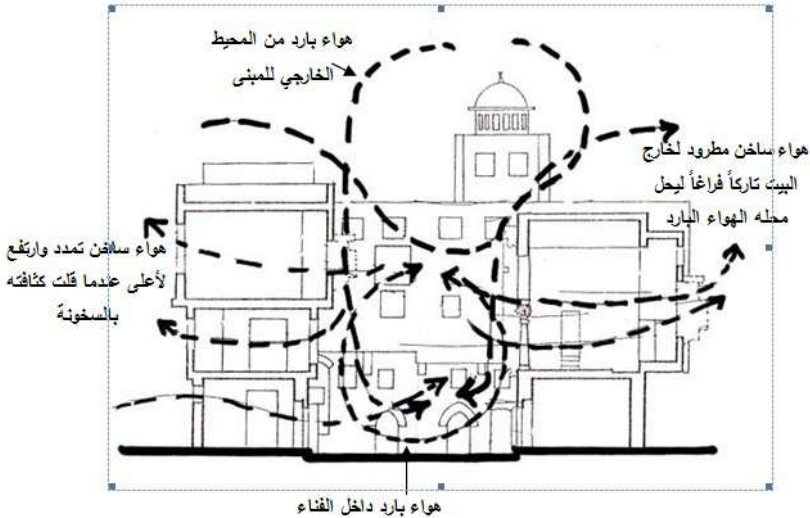 هواء بارد من المحيط
الخارجي للمبنى
هواء ساخن مطرود لخارج
البيت تاركاً فراغاً ليحل
محله الهواء البارد
هواء ساخن تمدد وارتفع
لأعلى عندما قلت كثافته
بالسخونة
هواء بارد داخل الفناء